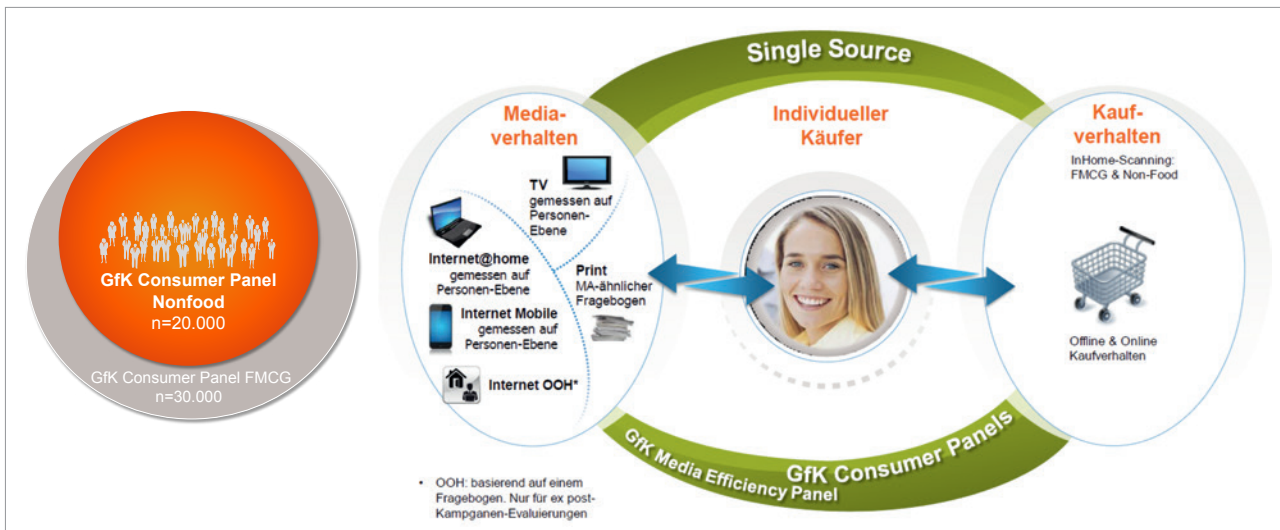 GfK Consumer Panel
Nonfood
n=20.000
GfK Consumer Panel FMCG
n=30.000
Single Source
Media-
verhalten
TV
gemessen auf
Personen-
Ebene
Internet@home
gemessen auf
Personen-Ebene
Print
MA-ähnlicher
Fragebogen
Internet Mobile
gemessen auf
Personen-Ebene
Internet OOH*
Individueller
Käufer
Kauf-
verhalten
InHome-Scanning:
FMCG & Non-Food
Offline & Online
Kaufverhalten
GfK Media Efficiency Panel
GfK Consumer Panels
• OOH: basierend auf einem
Fragebogen. Nur für ex post-
Kampganen-Evaluierungen